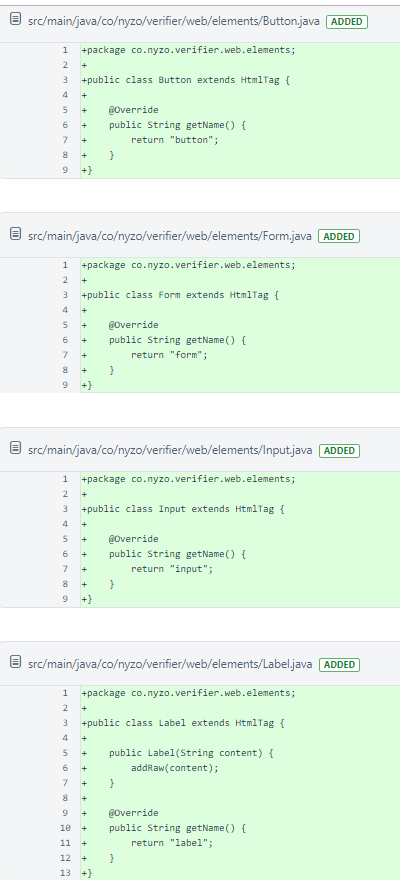 src/main/java/co/nyzo/verifier/web/elements/Button.java ADDED
1 +package co.nyzo.verifier.web.elements;
2 +
3 +public class Button extends HtmlTag {
4 +
5 +    @Override
6 +    public String getName() {
7 +        return "button";
8 +    }
9 +}
src/main/java/co/nyzo/verifier/web/elements/Form.java ADDED
1 +package co.nyzo.verifier.web.elements;
2 +
3 +public class Form extends HtmlTag {
4 +
5 +    @Override
6 +    public String getName() {
7 +        return "form";
8 +    }
9 +}
src/main/java/co/nyzo/verifier/web/elements/Input.java ADDED
1 +package co.nyzo.verifier.web.elements;
2 +
3 +public class Input extends HtmlTag {
4 +
5 +    @Override
6 +    public String getName() {
7 +        return "input";
8 +    }
9 +}
src/main/java/co/nyzo/verifier/web/elements/Label.java ADDED
1 +package co.nyzo.verifier.web.elements;
2 +
3 +public class Label extends HtmlTag {
4 +
5 +    public Label(String content) {
6 +        addRaw(content);
7 +    }
8 +
9 +    @Override
10 +    public String getName() {
11 +        return "label";
12 +    }
13 +}